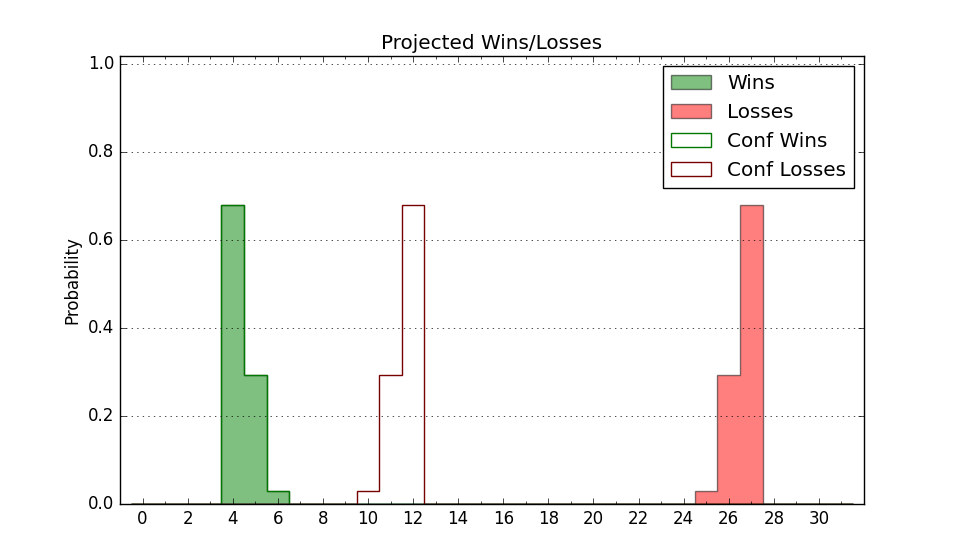 Projected Wins/Losses
1.0
0.8
0.6
0.4
0.2
0.0
Probability
Wins
Losses
Conf Wins
Conf Losses
0 2 4 6 8 10 12 14 16 18 20 22 24 26 28 30